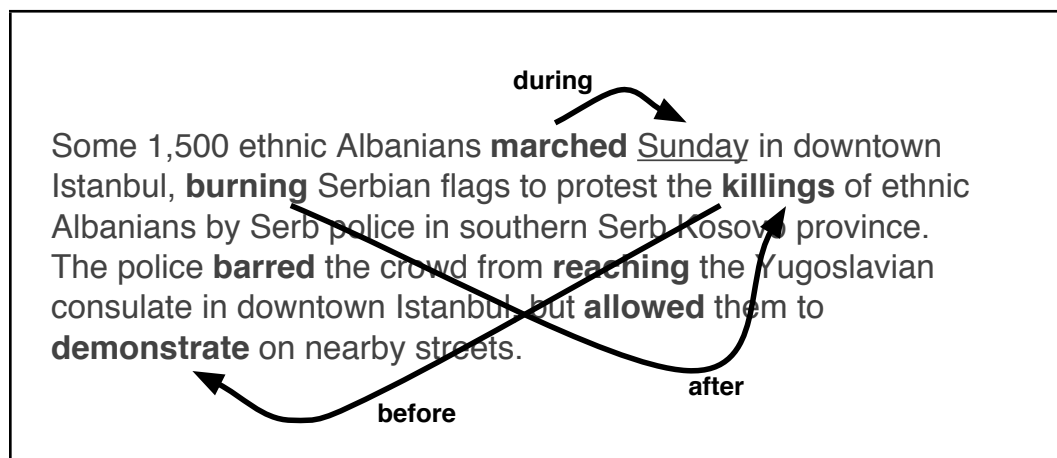 during
Some 1,500 ethnic Albanians marched Sunday in downtown
Istanbul, burning Serbian flags to protest the killings of ethnic
Albanians by Serb police in southern Serb Kosovo province.
The police barred the crowd from reaching the Yugoslavian
consulate in downtown Istanbul, but allowed them to
demonstrate on nearby streets.
after
before